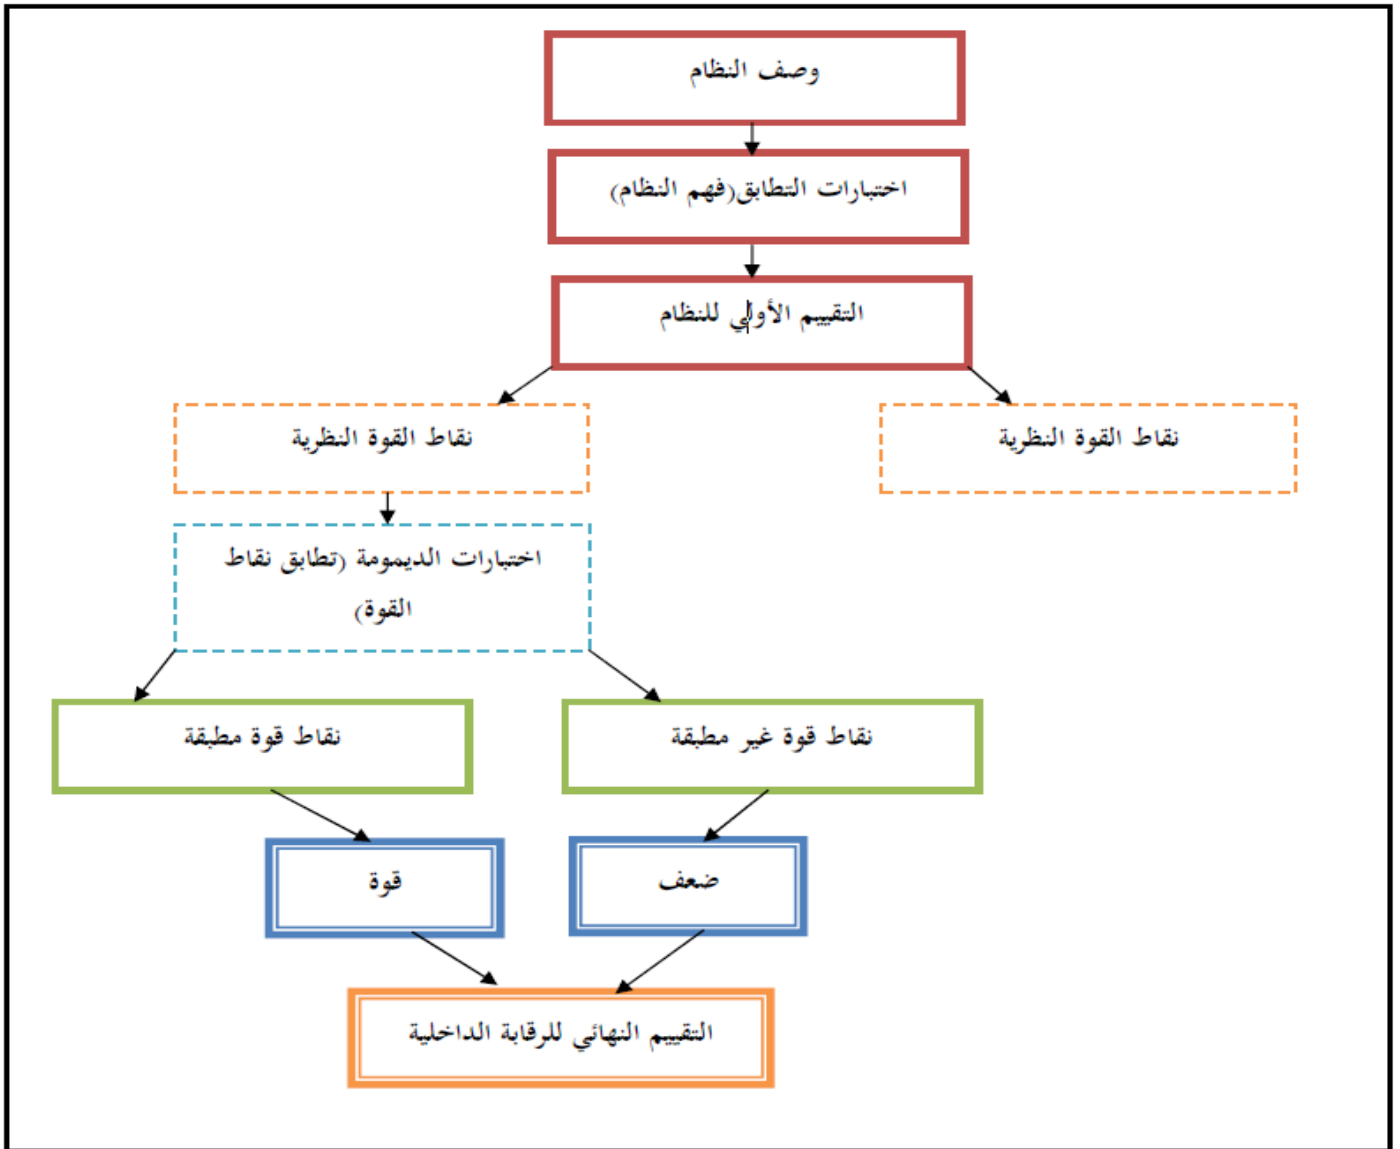 وصف النظام
اختبارات التطابق(فهم النظام)
التقييم الأولي للنظام
نقاط القوة النظرية
نقاط القوة النظرية
اختبارات الديمومة (تطابق نقاط
القوة)
نقاط قوة غير مطبقة
نقاط قوة مطبقة
ضعف
قوة
التقييم النهائي للرقابة الداخلية